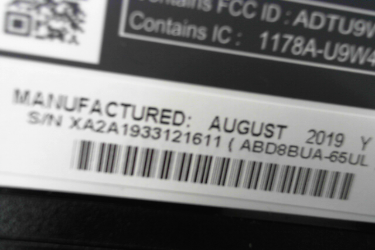 Contains FCC ID : ADTU9W
Contains IC : 1178A-U9W4
MANUFACTURED: AUGUST 2019 Y
S/N XA2A1933121611 ( ABD8BUA-65UL